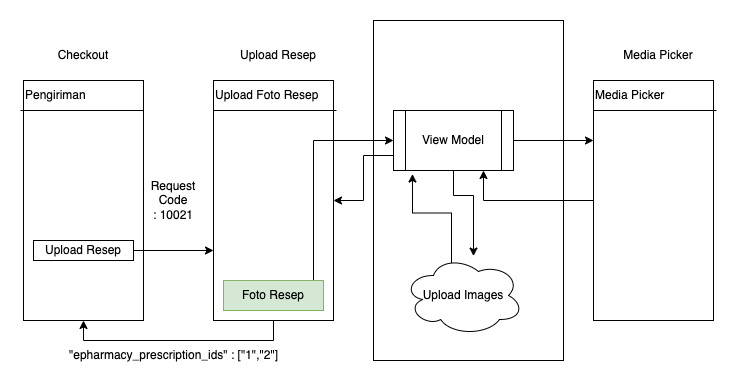 Checkout
Upload Resep
Media Picker
Pengiriman
Upload Foto Resep
Media Picker
View Model
Request
Code
: 10021
Upload Resep
Foto Resep
Upload Images
"epharmacy_prescription_ids" : ["1","2"]